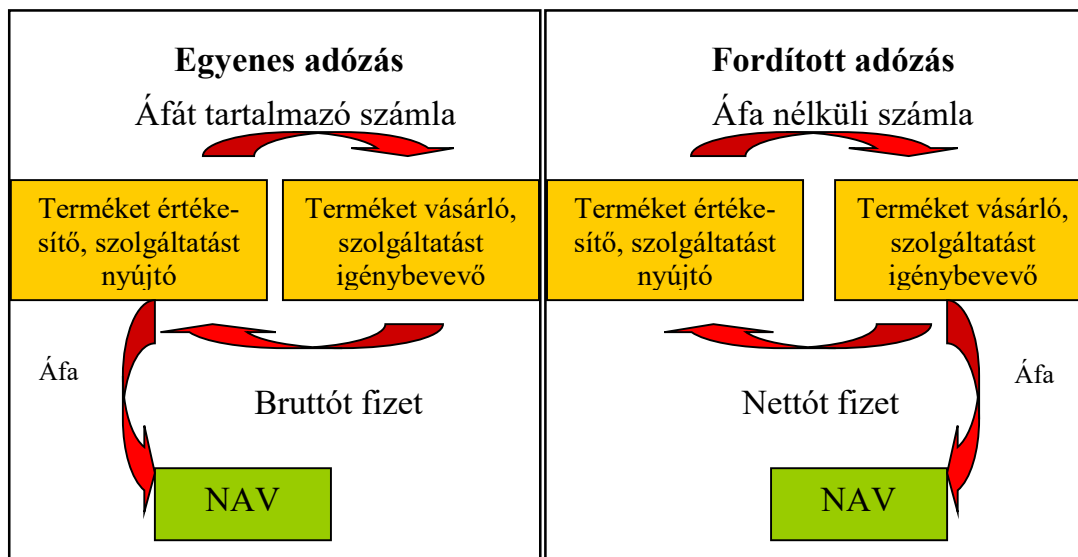 Egyenes adózás
Áfát tartalmazó számla
Terméket értéke-
sítő, szolgáltatást
nyújtó
Terméket vásárló,
szolgáltatást
igénybevevő
Áfa
Bruttót fizet
NAV
Fordított adózás
Áfa nélküli számla
Terméket értéke-
sítő, szolgáltatást
nyújtó
Terméket vásárló,
szolgáltatást
igénybevevő
Nettót fizet
Áfa
NAV